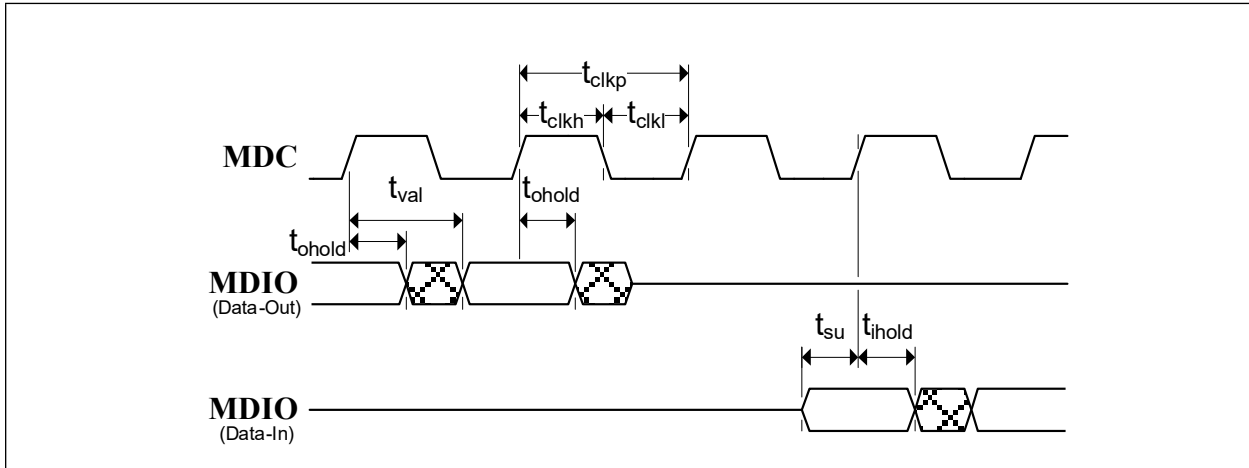 tclkp
tclkh tclkl
MDC
tval tohold
tohold
MDIO
(Data-Out)
tsu tihold
MDIO
(Data-In)